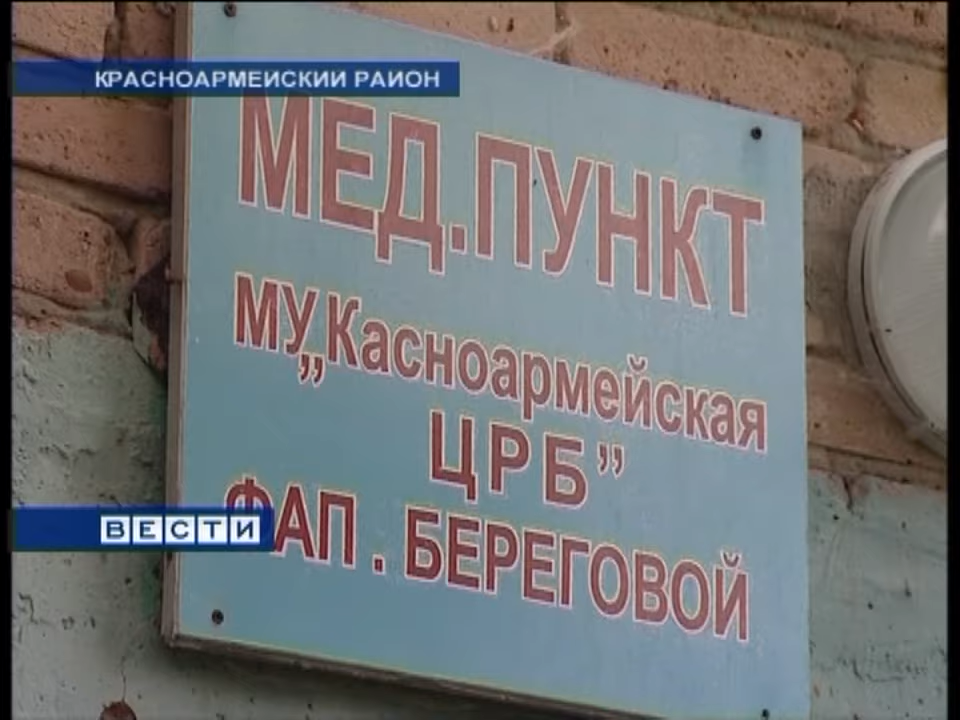 КРАСНОАРМЕЙСКИЙ РАЙОН
МЕД.ПУНКТ
МУ„Касноармейская
ЦРБ”
ФАП . БЕРЕГОВОЙ
ВЕСТИ